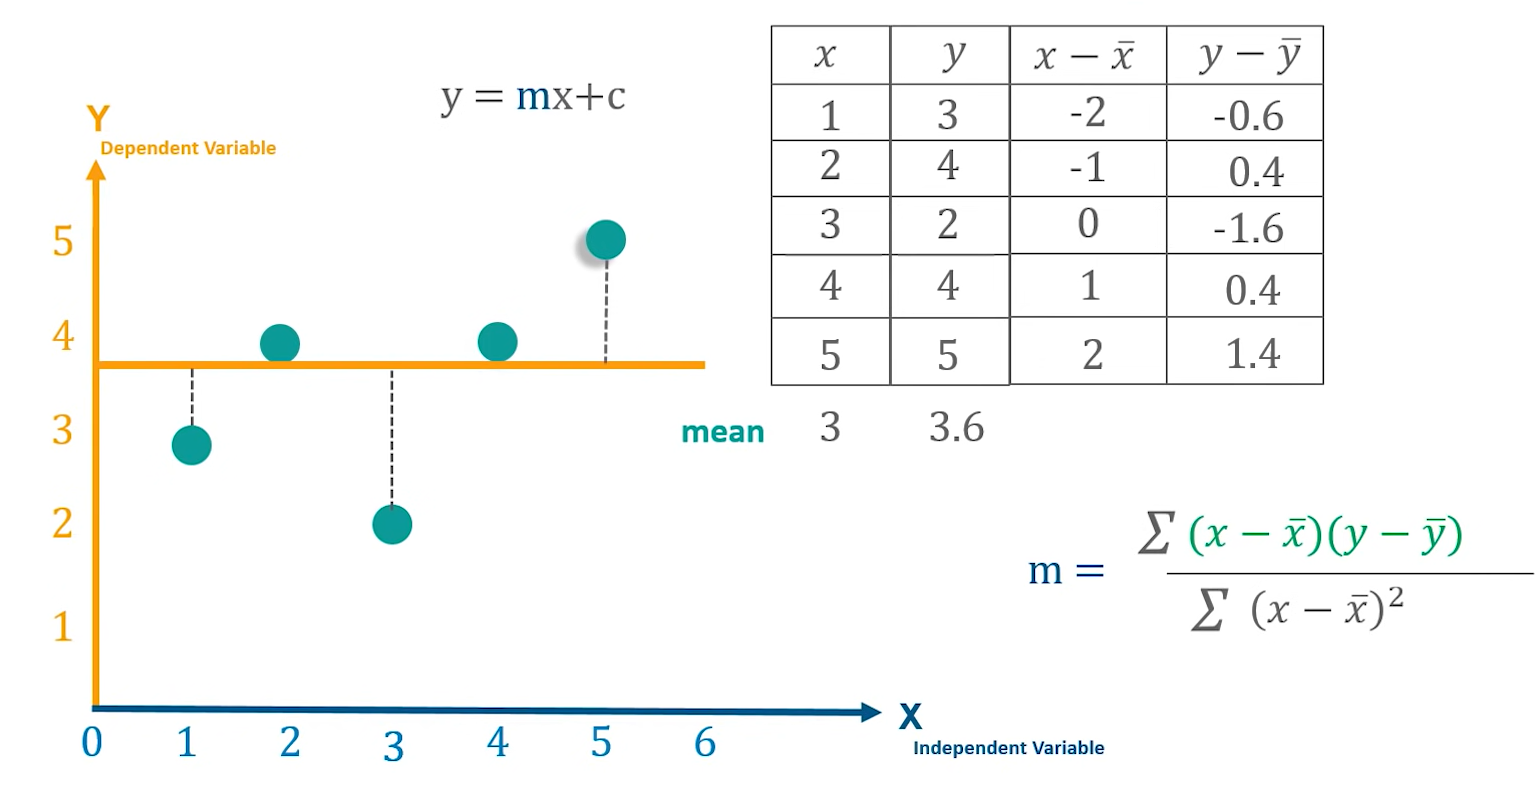 y = mx+c
Y
Dependent Variable
5
4
3
2
1
0 1 2 3 4 5 6
X
Independent Variable
x y x − x̄ y − ȳ
1 3 -2 -0.6
2 4 -1 0.4
3 2 0 -1.6
4 4 1 0.4
5 5 2 1.4
mean 3 3.6
m = Σ (x − x̄)(y − ȳ)
Σ (x − x̄)²